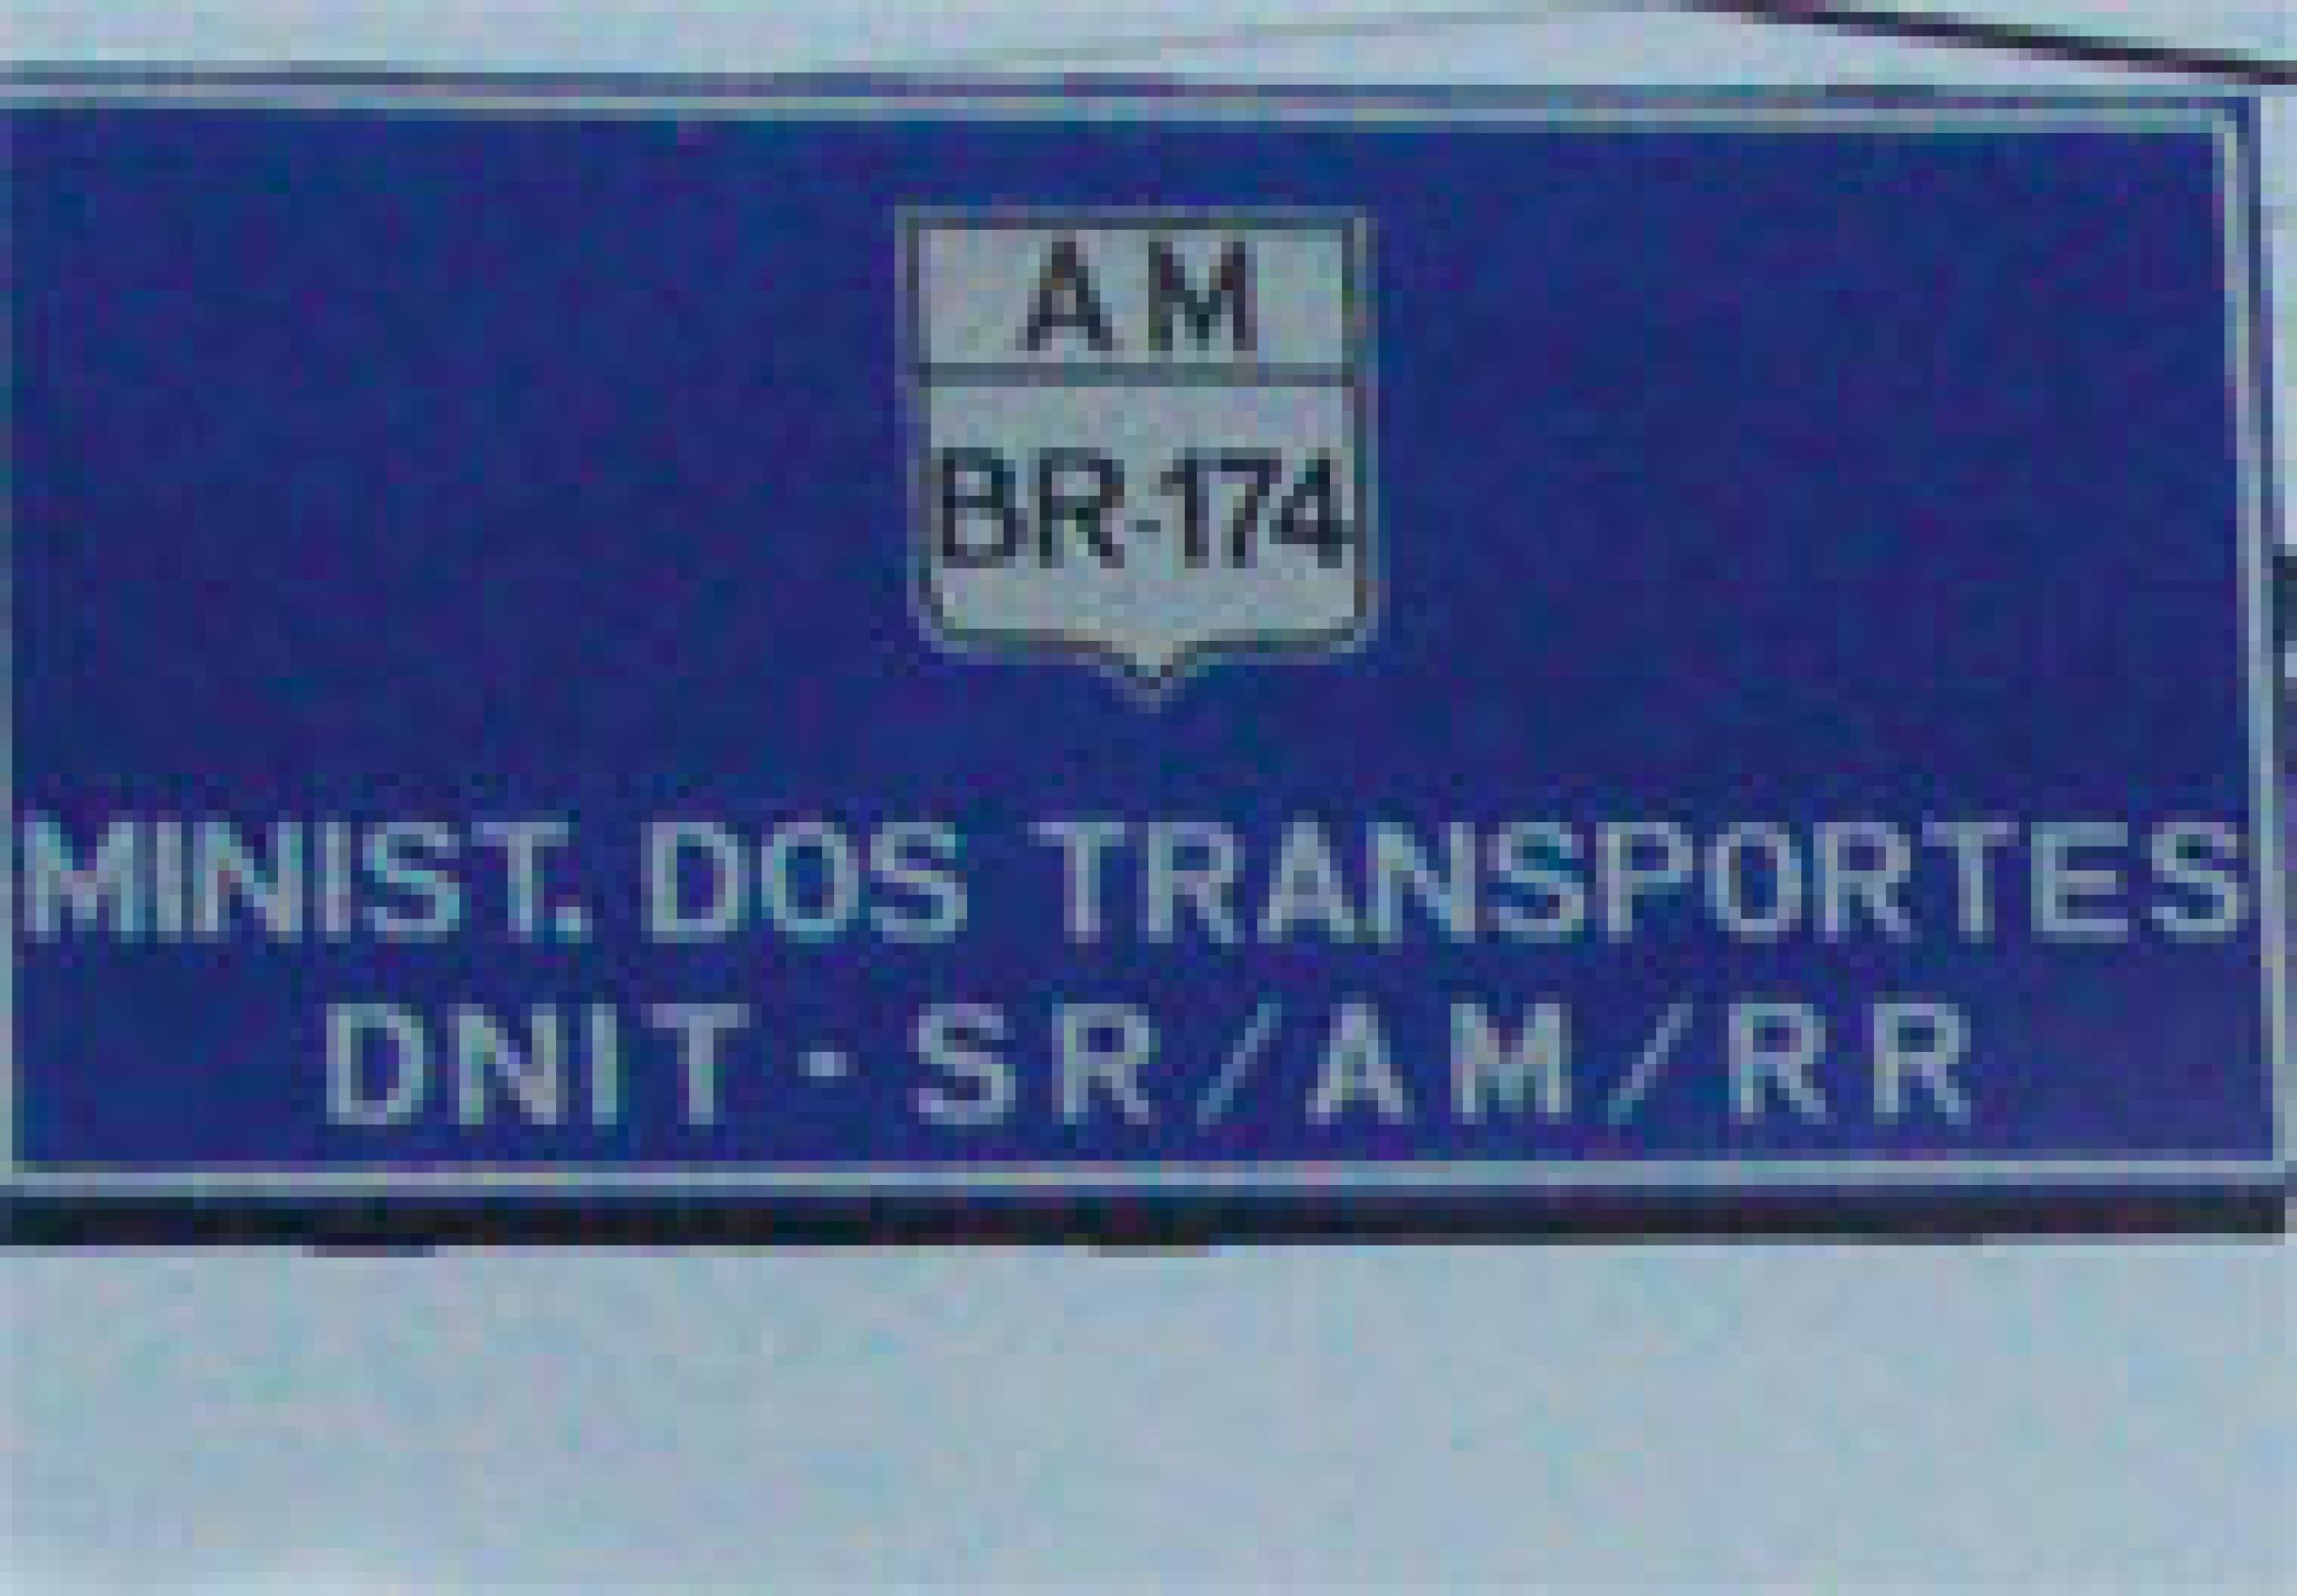 AM
BR-174
MINIST. DOS TRANSPORTES
DNIT - SR/AM/RR